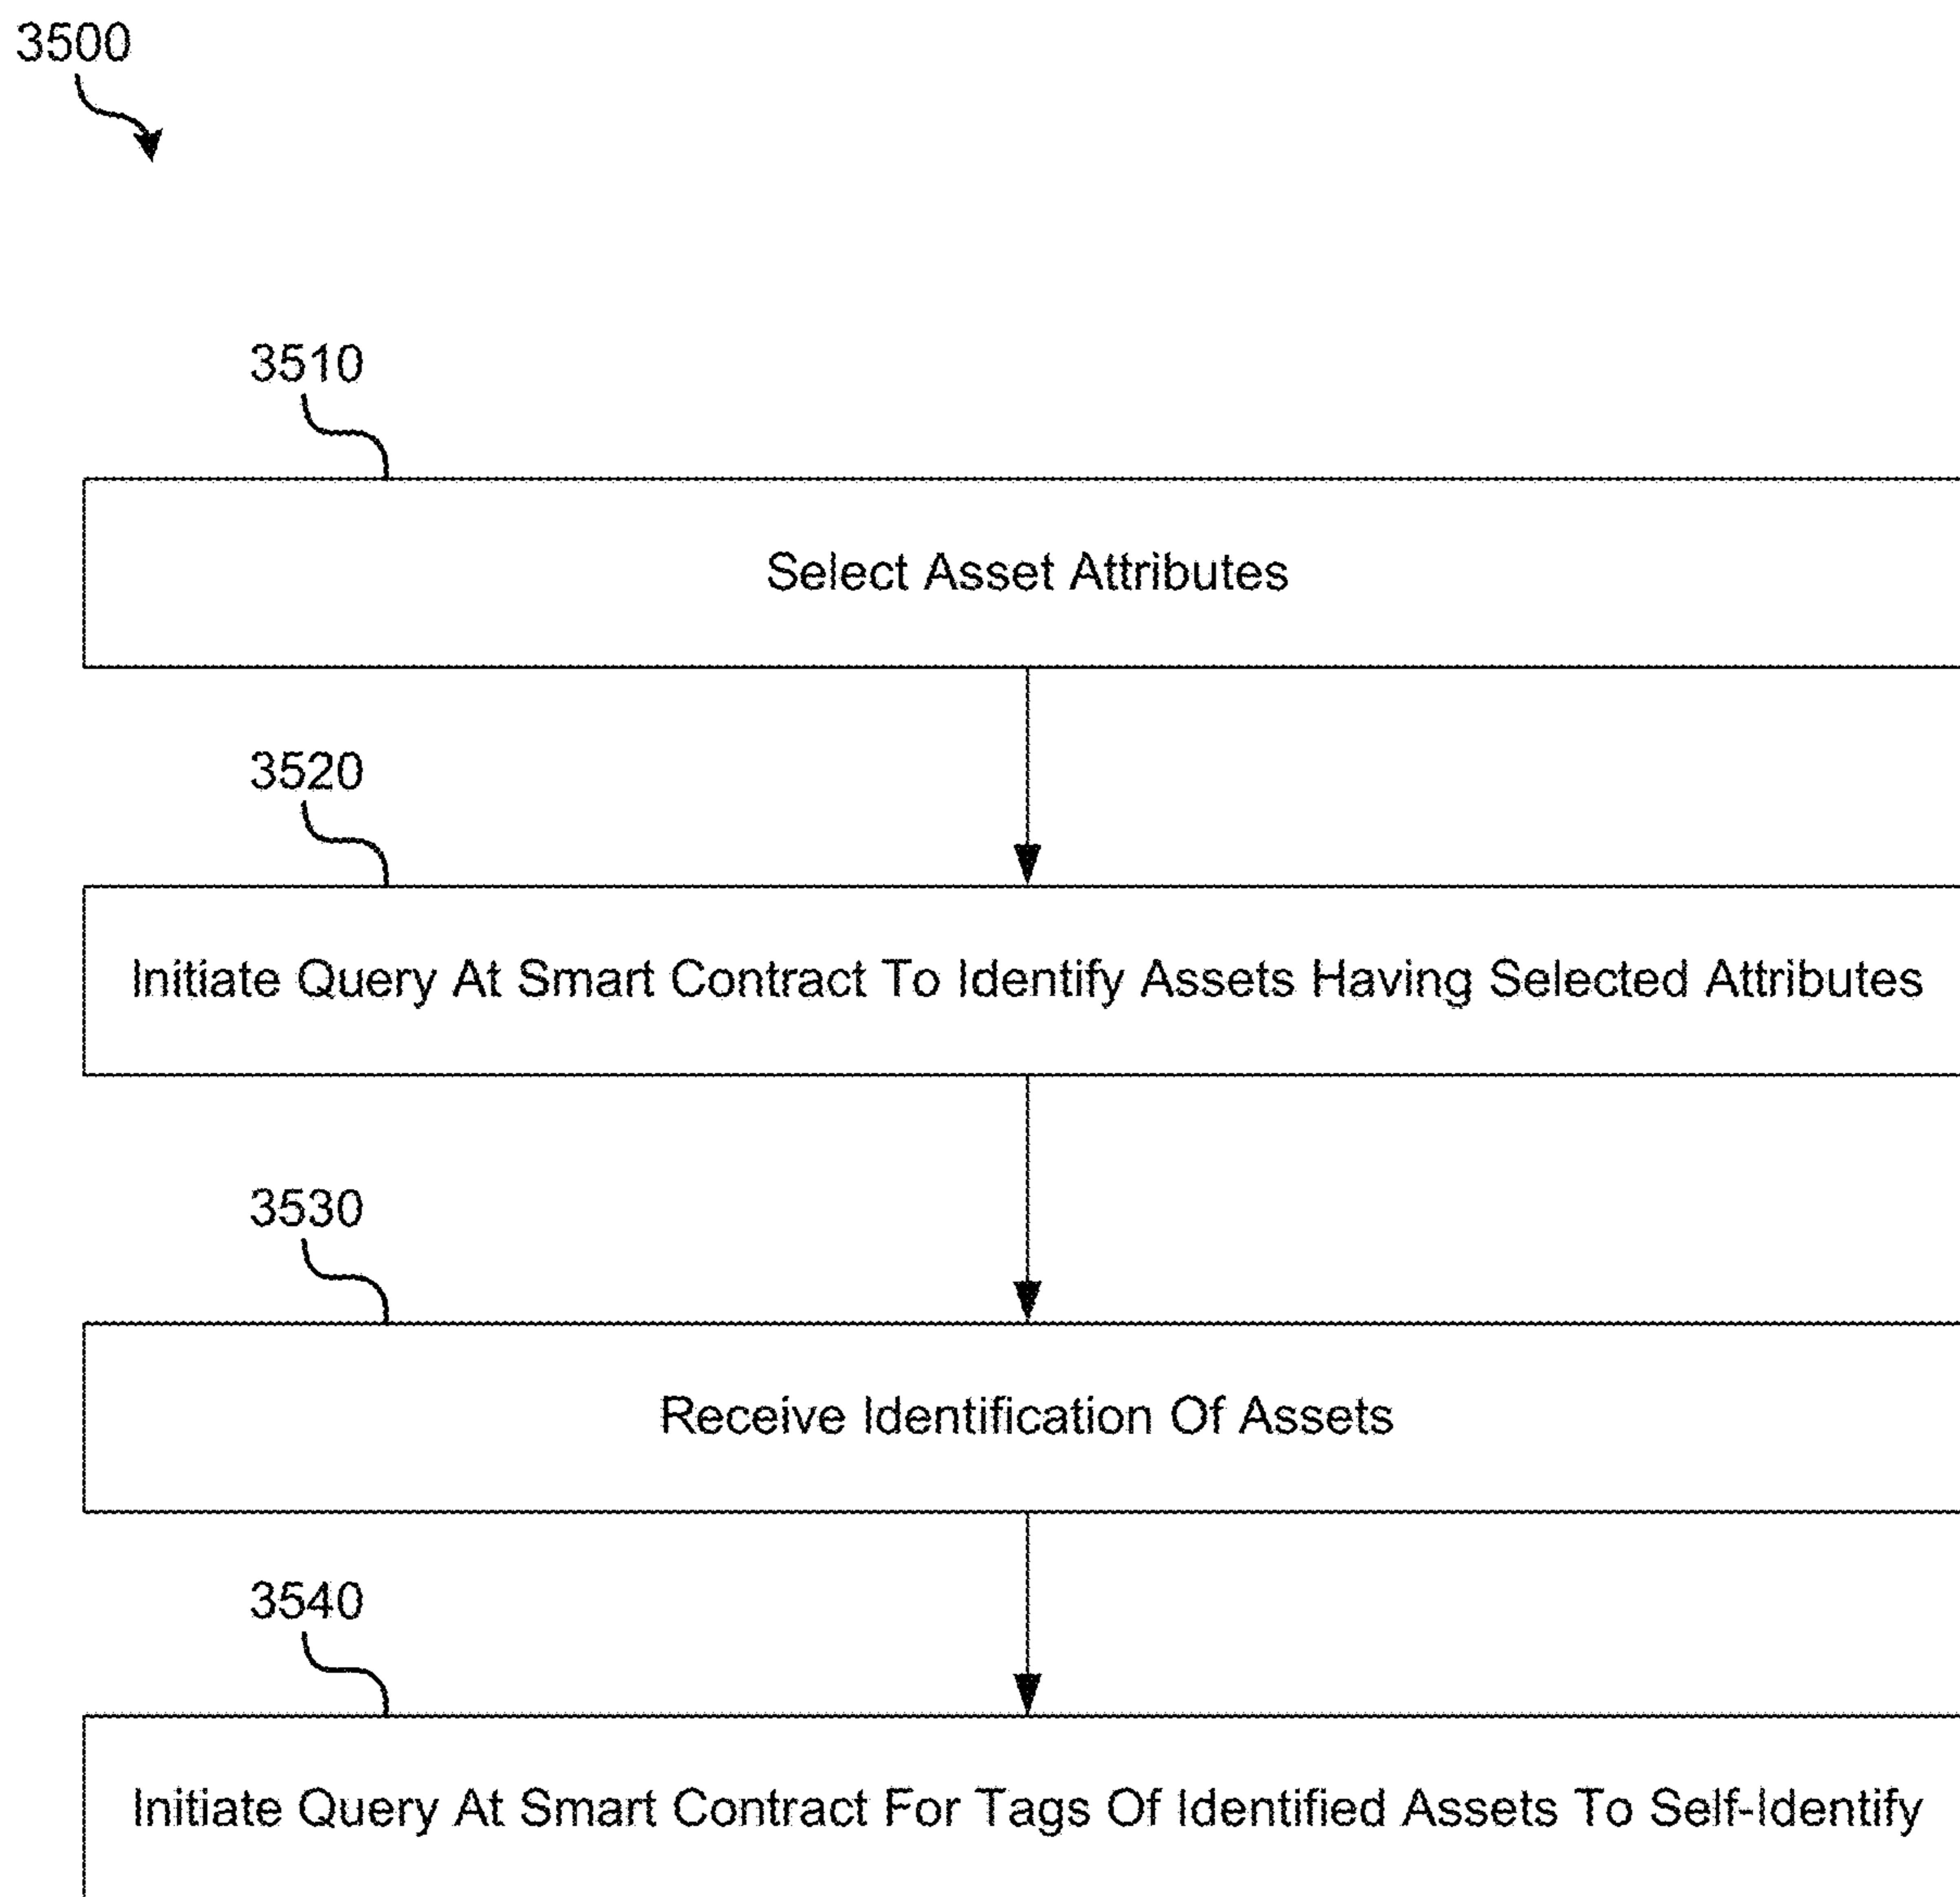 3500
3510
Select Asset Attributes
3520
Initiate Query At Smart Contract To Identify Assets Having Selected Attributes
3530
Receive Identification Of Assets
3540
Initiate Query At Smart Contract For Tags Of Identified Assets To Self-Identify